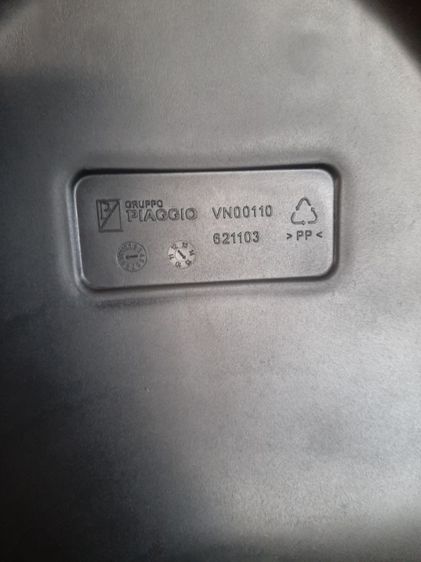 GRUPPO
PIAGGIO
VN00110
621103
>PP<